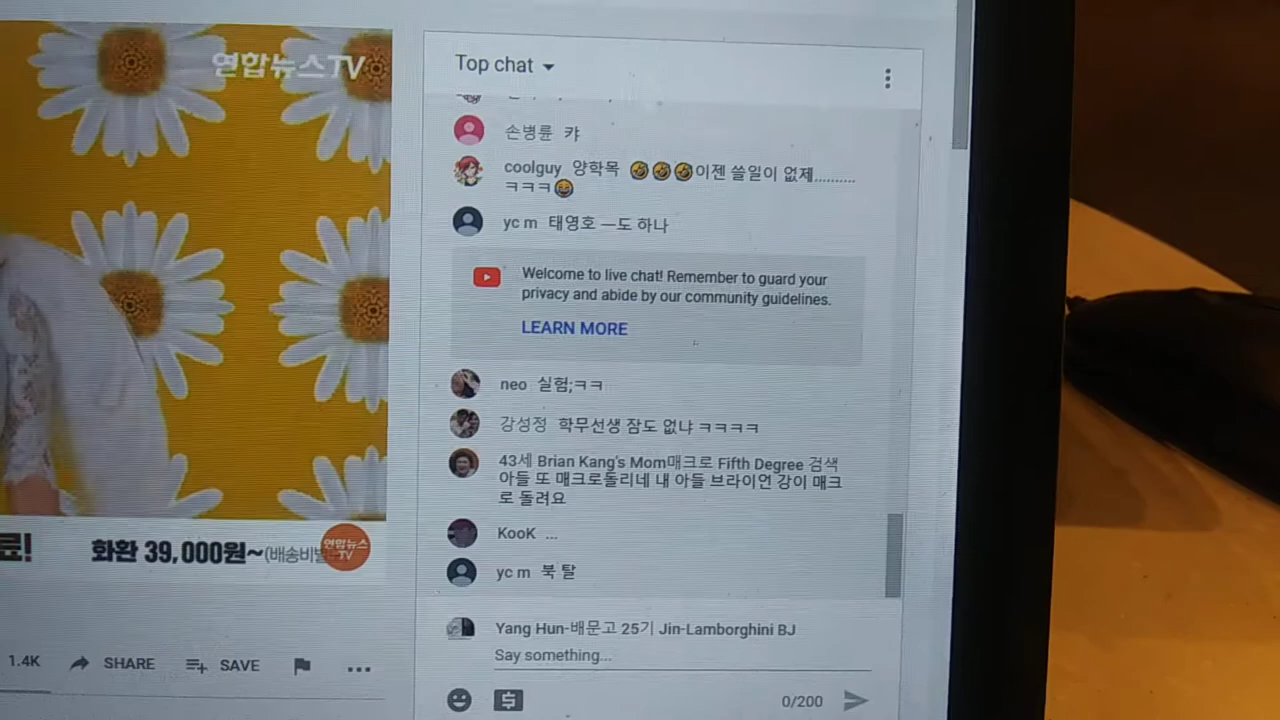 연합뉴스TV
Top chat
손병륜 캬
coolguy 양학목 🤣🤣🤣이젠 쓸일이 없제..........
ㅋㅋㅋ😂
yc m 태영호 ㅡ도 하나
Welcome to live chat! Remember to guard your
privacy and abide by our community guidelines.
LEARN MORE
neo 실험;ㅋㅋ
강성정 학무선생 잠도 없냐 ㅋㅋㅋㅋ
43세 Brian Kang's Mom매크로 Fifth Degree 검색
아들 또 매크로돌리네 내 아들 브라이언 강이 매크
로 돌려요
KooK ...
yc m 북 탈
료! 화환 39,000원~(배송비별
연합뉴스
TV
Yang Hun-배문고 25기 Jin-Lamborghini BJ
Say something...
1.4K SHARE SAVE
0/200